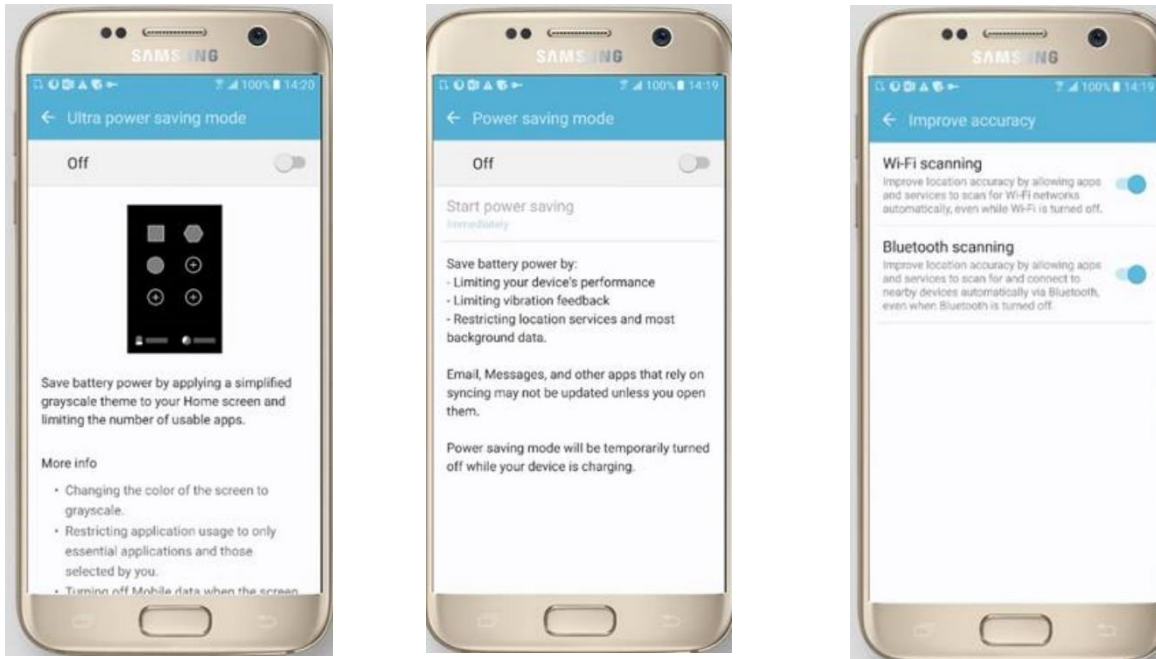 SAMSUNG
100% 14:20
Ultra power saving mode
Off
Save battery power by applying a simplified
grayscale theme to your Home screen and
limiting the number of usable apps.
More info
• Changing the color of the screen to
grayscale.
• Restricting application usage to only
essential applications and those
selected by you.
• Turning off Mobile data when the screen
SAMSUNG
100% 14:19
Power saving mode
Off
Start power saving
Immediately
Save battery power by:
- Limiting your device's performance
- Limiting vibration feedback
- Restricting location services and most
background data.
Email, Messages, and other apps that rely on
syncing may not be updated unless you open
them.
Power saving mode will be temporarily turned
off while your device is charging.
SAMSUNG
100% 14:19
Improve accuracy
Wi-Fi scanning
Improve location accuracy by allowing apps
and services to scan for Wi-Fi networks
automatically, even while Wi-Fi is turned off.
Bluetooth scanning
Improve location accuracy by allowing apps
and services to scan for and connect to
nearby devices automatically via Bluetooth,
even when Bluetooth is turned off.